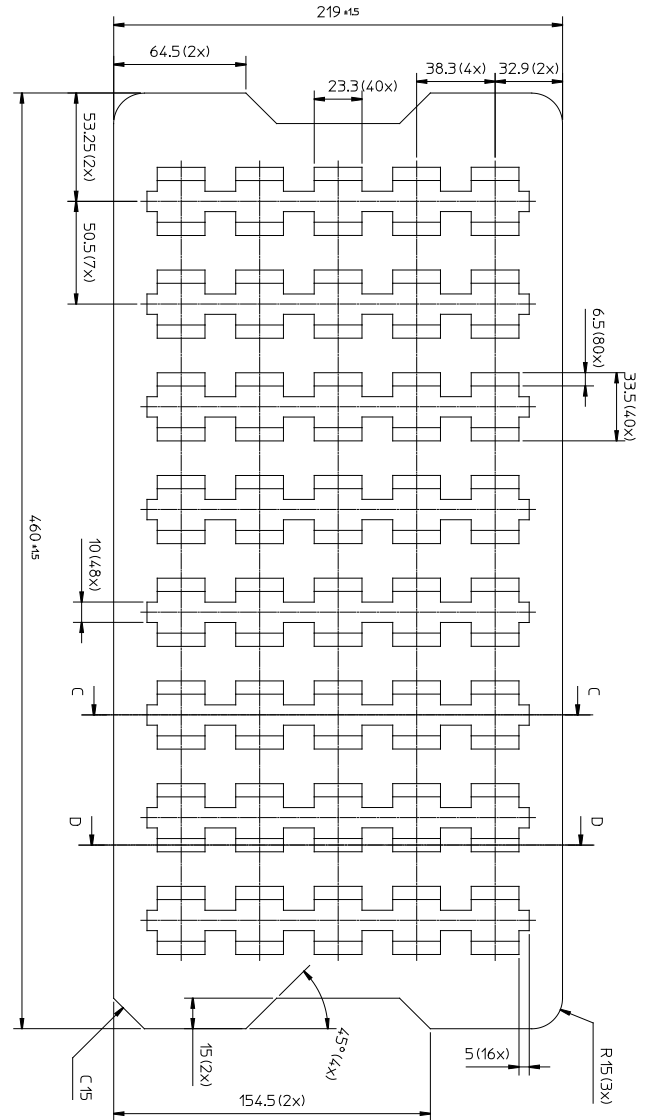 219 ±1.5
64.5 (2x)
38.3 (4x)
32.9 (2x)
23.3 (40x)
53.25 (2x)
50.5 (7x)
6.5 (80x)
33.5 (40x)
460 ±1.5
10 (48x)
C
C
D
D
45° (4x)
15 (2x)
5 (16x)
R 15 (3x)
C 15
154.5 (2x)